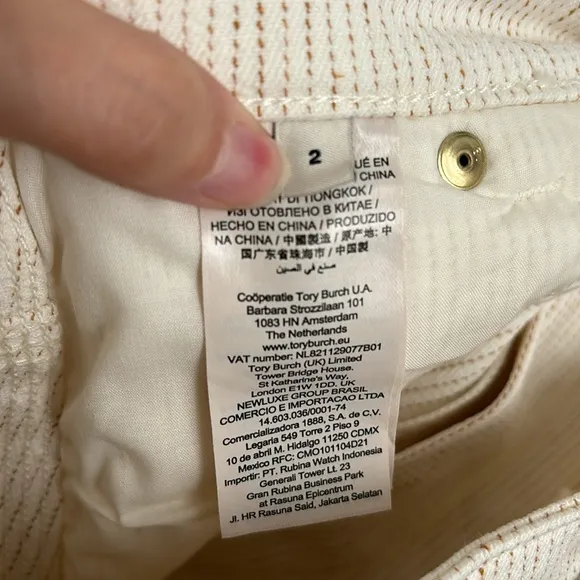 2
UÉ EN
CHINA
DI TIONGKOK /
ИЗГОТОВЛЕНО В КИТАЕ /
HECHO EN CHINA / PRODUZIDO
NA CHINA / 中國製造 / 原产地: 中
国广东省珠海市 / 中国製
صنع في الصين
Coöperatie Tory Burch U.A.
Barbara Strozzilaan 101
1083 HN Amsterdam
The Netherlands
www.toryburch.eu
VAT number: NL821129077B01
Tory Burch (UK) Limited
Tower Bridge House.
St Katharine's Way,
London E1W 1DD. UK
NEWLUXE GROUP BRASIL
COMERCIO E IMPORTACAO LTDA
14.603.036/0001-74
Comercializadora 1888, S.A. de C.V.
Legaria 549 Torre 2 Piso 9
10 de abril M. Hidalgo 11250 CDMX
Mexico RFC: CMO101104D21
Importir: PT. Rubina Watch Indonesia
Generali Tower Lt. 23
Gran Rubina Business Park
at Rasuna Epicentrum
Jl. HR Rasuna Said, Jakarta Selatan